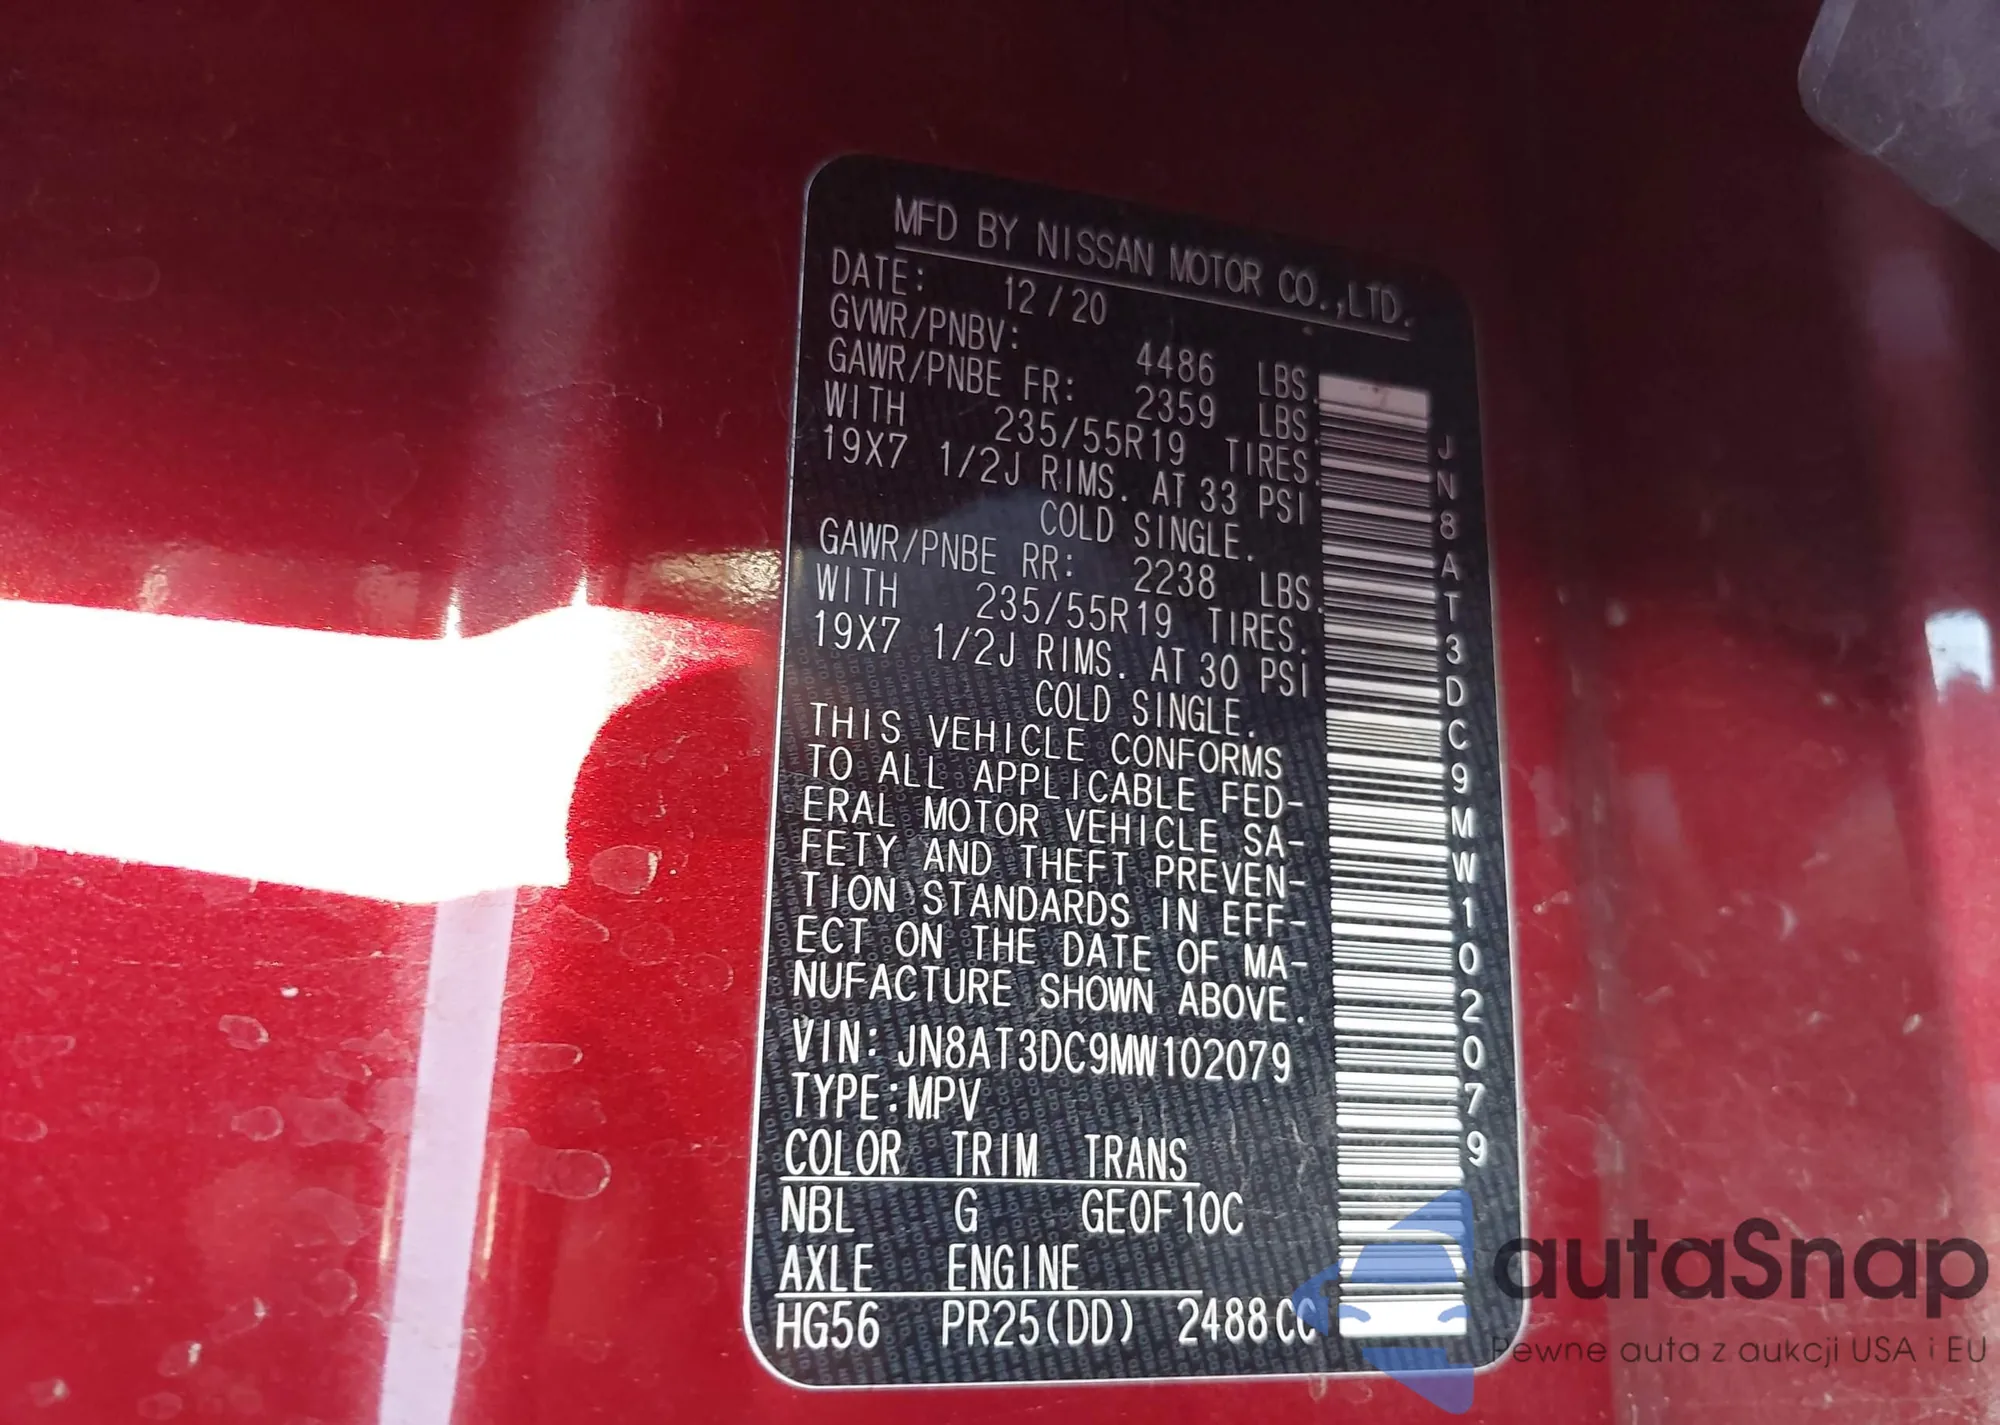 MFD BY NISSAN MOTOR CO.,LTD.
DATE: 12/20
GVWR/PNBV: 4486 LBS.
GAWR/PNBE FR: 2359 LBS.
WITH 235/55R19 TIRES.
19X7 1/2J RIMS. AT 33 PSI
COLD SINGLE.
GAWR/PNBE RR: 2238 LBS.
WITH 235/55R19 TIRES.
19X7 1/2J RIMS. AT 30 PSI
COLD SINGLE.
THIS VEHICLE CONFORMS
TO ALL APPLICABLE FED-
ERAL MOTOR VEHICLE SA-
FETY AND THEFT PREVEN-
TION STANDARDS IN EFF-
ECT ON THE DATE OF MA-
NUFACTURE SHOWN ABOVE.
VIN: JN8AT3DC9MW102079
TYPE:MPV
COLOR TRIM TRANS
NBL G GE0F10C
AXLE ENGINE
HG56 PR25(DD) 2488CC
JN8AT3DC9MW102079
autaSnap
Pewne auta z aukcji USA i EU